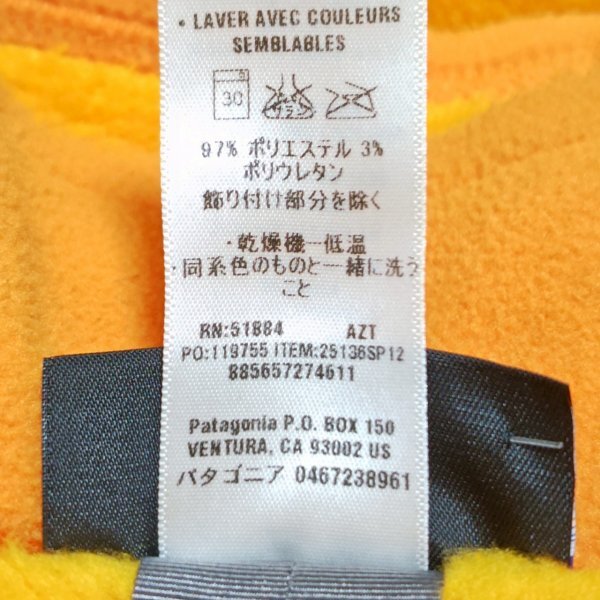 • LAVER AVEC COULEURS
SEMBLABLES
30
97% ポリエステル 3%
ポリウレタン
飾り付け部分を除く
・乾燥機一低温
・同系色のものと一緒に洗う
こと
RN:51884 AZT
PO:119755 ITEM:25136SP12
885657274611
Patagonia P.O. BOX 150
VENTURA, CA 93002 US
パタゴニア 0467238961